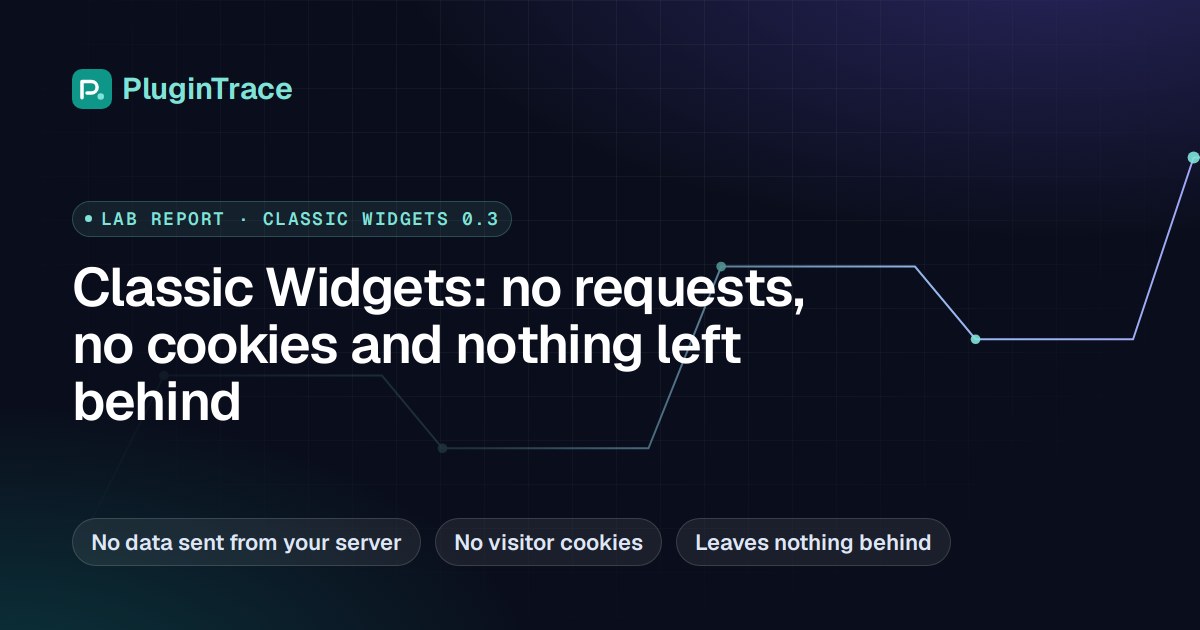 PluginTrace
LAB REPORT · CLASSIC WIDGETS 0.3
Classic Widgets: no requests,
no cookies and nothing left
behind
No data sent from your server
No visitor cookies
Leaves nothing behind